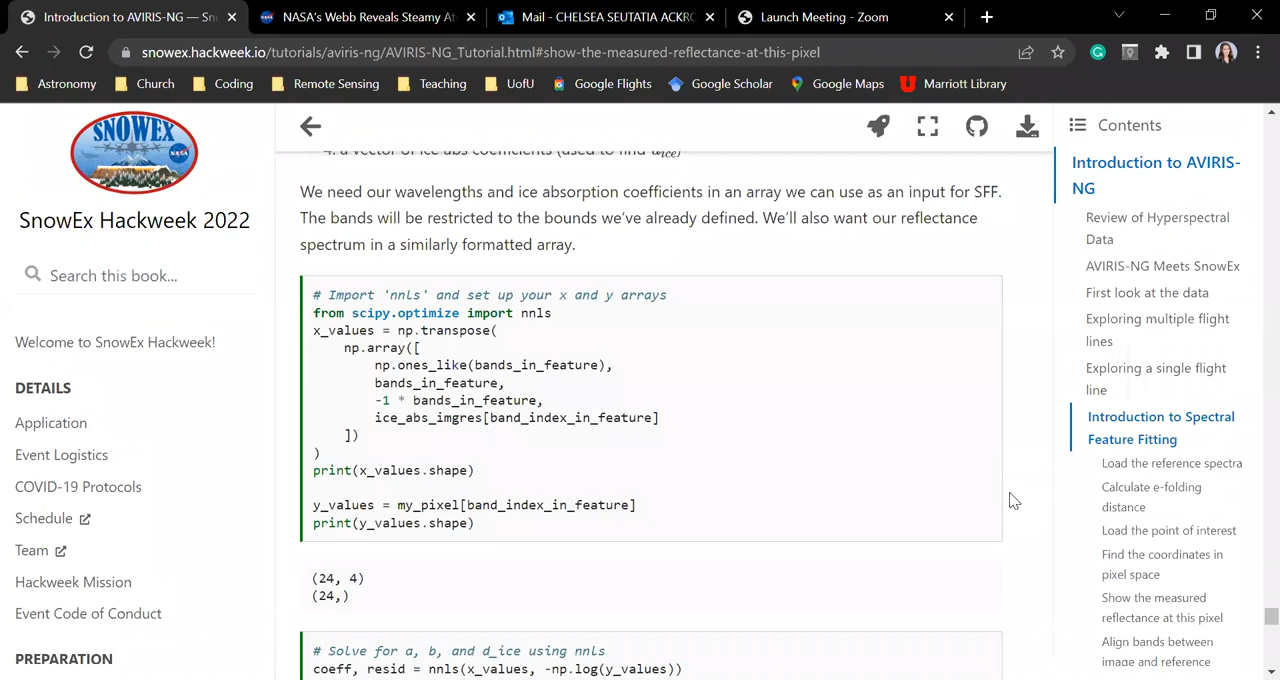 Introduction to AVIRIS-NG — Sn
NASA's Webb Reveals Steamy At
Mail - CHELSEA SEUTATIA ACKRO
Launch Meeting - Zoom
snowex.hackweek.io/tutorials/aviris-ng/AVIRIS-NG_Tutorial.html#show-the-measured-reflectance-at-this-pixel
Astronomy
Church
Coding
Remote Sensing
Teaching
UofU
Google Flights
Google Scholar
Google Maps
Marriott Library
SNOWEX
NASA
SnowEx Hackweek 2022
Search this book...
Welcome to SnowEx Hackweek!
DETAILS
Application
Event Logistics
COVID-19 Protocols
Schedule
Team
Hackweek Mission
Event Code of Conduct
PREPARATION
4. a vector of ice abs coefficients (used to find dice)
We need our wavelengths and ice absorption coefficients in an array we can use as an input for SFF.
The bands will be restricted to the bounds we've already defined. We'll also want our reflectance
spectrum in a similarly formatted array.
# Import 'nnls' and set up your x and y arrays
from scipy.optimize import nnls
x_values = np.transpose(
np.array([
np.ones_like(bands_in_feature),
bands_in_feature,
-1 * bands_in_feature,
ice_abs_imgres[band_index_in_feature]
])
)
print(x_values.shape)
y_values = my_pixel[band_index_in_feature]
print(y_values.shape)
(24, 4)
(24,)
# Solve for a, b, and d_ice using nnls
coeff, resid = nnls(x_values, -np.log(y_values))
Contents
Introduction to AVIRIS-
NG
Review of Hyperspectral
Data
AVIRIS-NG Meets SnowEx
First look at the data
Exploring multiple flight
lines
Exploring a single flight
line
Introduction to Spectral
Feature Fitting
Load the reference spectra
Calculate e-folding
distance
Load the point of interest
Find the coordinates in
pixel space
Show the measured
reflectance at this pixel
Align bands between
image and reference